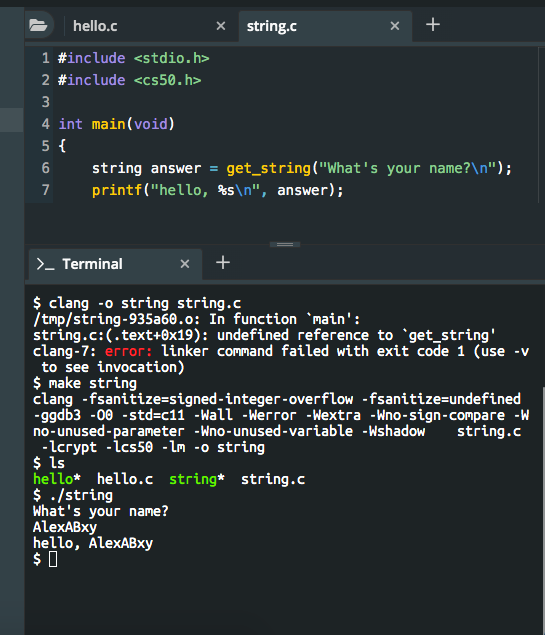 hello.c × string.c × +
1 #include <stdio.h>
2 #include <cs50.h>
3
4 int main(void)
5 {
6 string answer = get_string("What's your name?\n");
7 printf("hello, %s\n", answer);
>_ Terminal × +
$ clang -o string string.c
/tmp/string-935a60.o: In function `main':
string.c:(.text+0x19): undefined reference to `get_string'
clang-7: error: linker command failed with exit code 1 (use -v
to see invocation)
$ make string
clang -fsanitize=signed-integer-overflow -fsanitize=undefined
-ggdb3 -O0 -std=c11 -Wall -Werror -Wextra -Wno-sign-compare -W
no-unused-parameter -Wno-unused-variable -Wshadow string.c
-lcrypt -lcs50 -lm -o string
$ ls
hello* hello.c string* string.c
$ ./string
What's your name?
AlexABxy
hello, AlexABxy
$